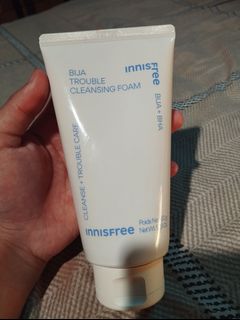 BIJA
TROUBLE
CLEANSING FOAM
innisfree
BIJA + BHA
CLEANSE + TROUBLE CARE
innisfree